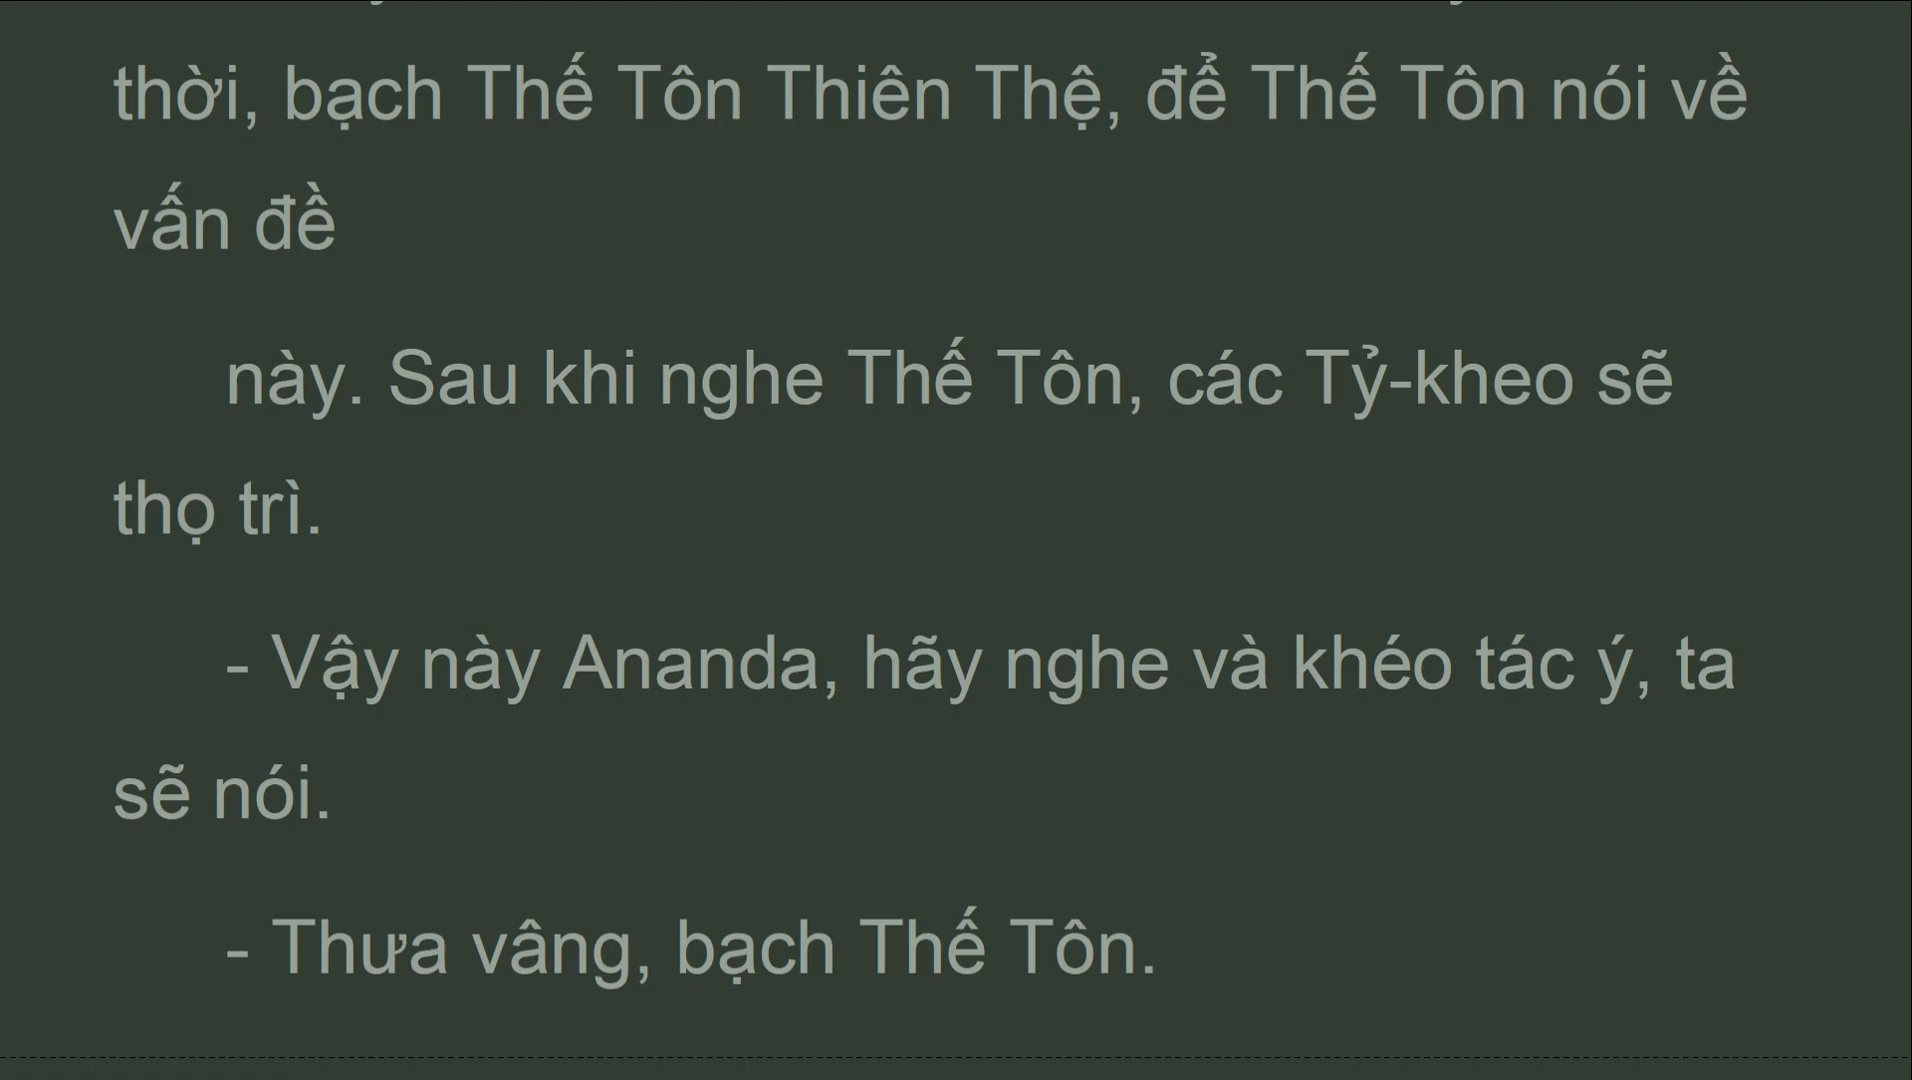 thời, bạch Thế Tôn Thiên Thệ, để Thế Tôn nói về
vấn đề
này. Sau khi nghe Thế Tôn, các Tỷ-kheo sẽ
thọ trì.
- Vậy này Ananda, hãy nghe và khéo tác ý, ta
sẽ nói.
- Thưa vâng, bạch Thế Tôn.